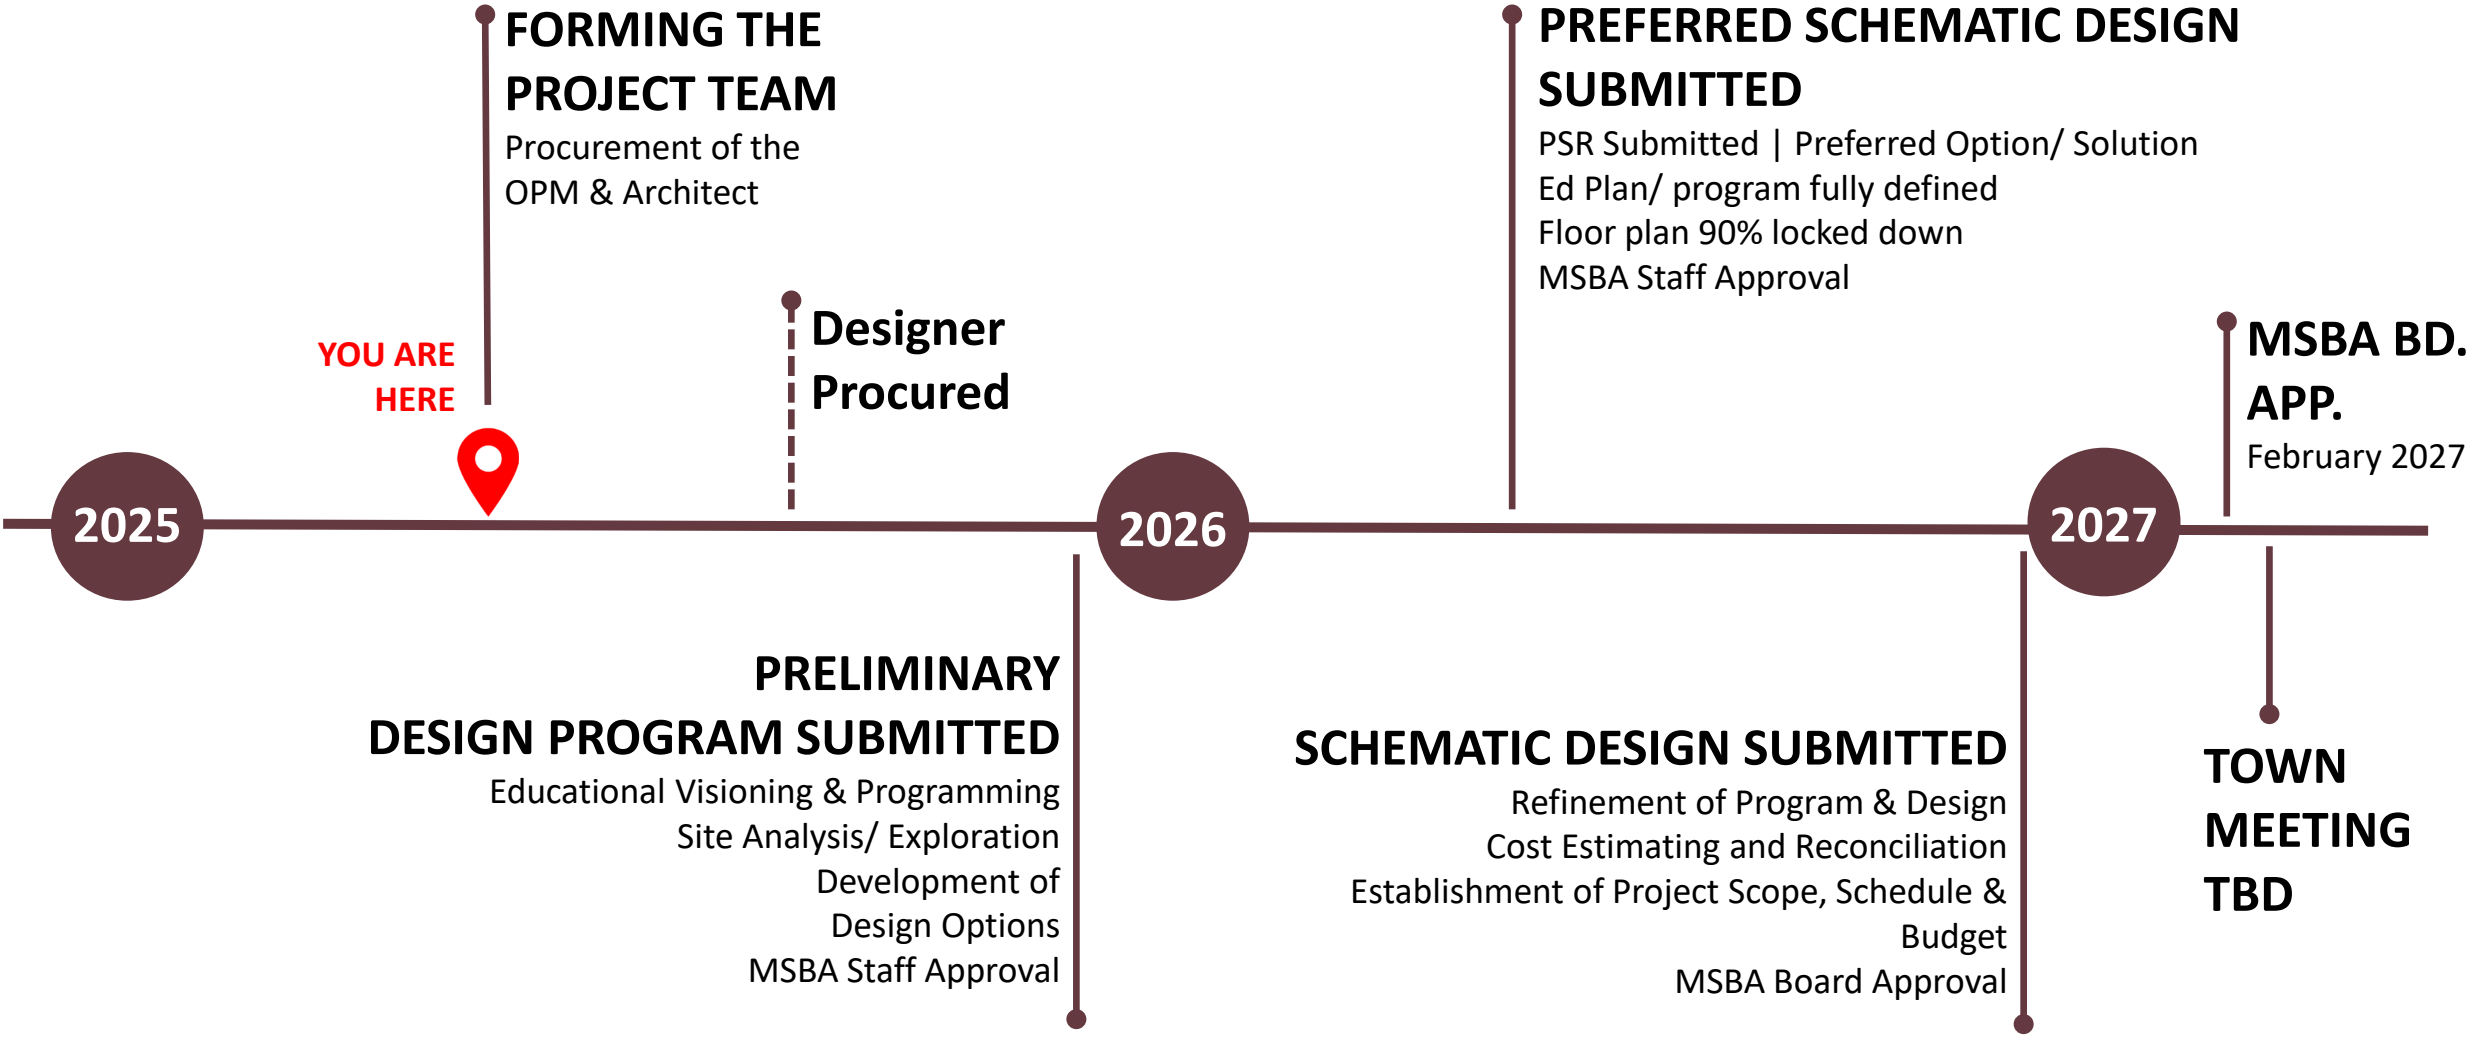 FORMING THE
PROJECT TEAM
Procurement of the
OPM & Architect
PREFERRED SCHEMATIC DESIGN
SUBMITTED
PSR Submitted | Preferred Option/ Solution
Ed Plan/ program fully defined
Floor plan 90% locked down
MSBA Staff Approval
YOU ARE
HERE
Designer
Procured
MSBA BD.
APP.
February 2027
2025
2026
2027
PRELIMINARY
DESIGN PROGRAM SUBMITTED
Educational Visioning & Programming
Site Analysis/ Exploration
Development of
Design Options
MSBA Staff Approval
SCHEMATIC DESIGN SUBMITTED
Refinement of Program & Design
Cost Estimating and Reconciliation
Establishment of Project Scope, Schedule &
Budget
MSBA Board Approval
TOWN
MEETING
TBD